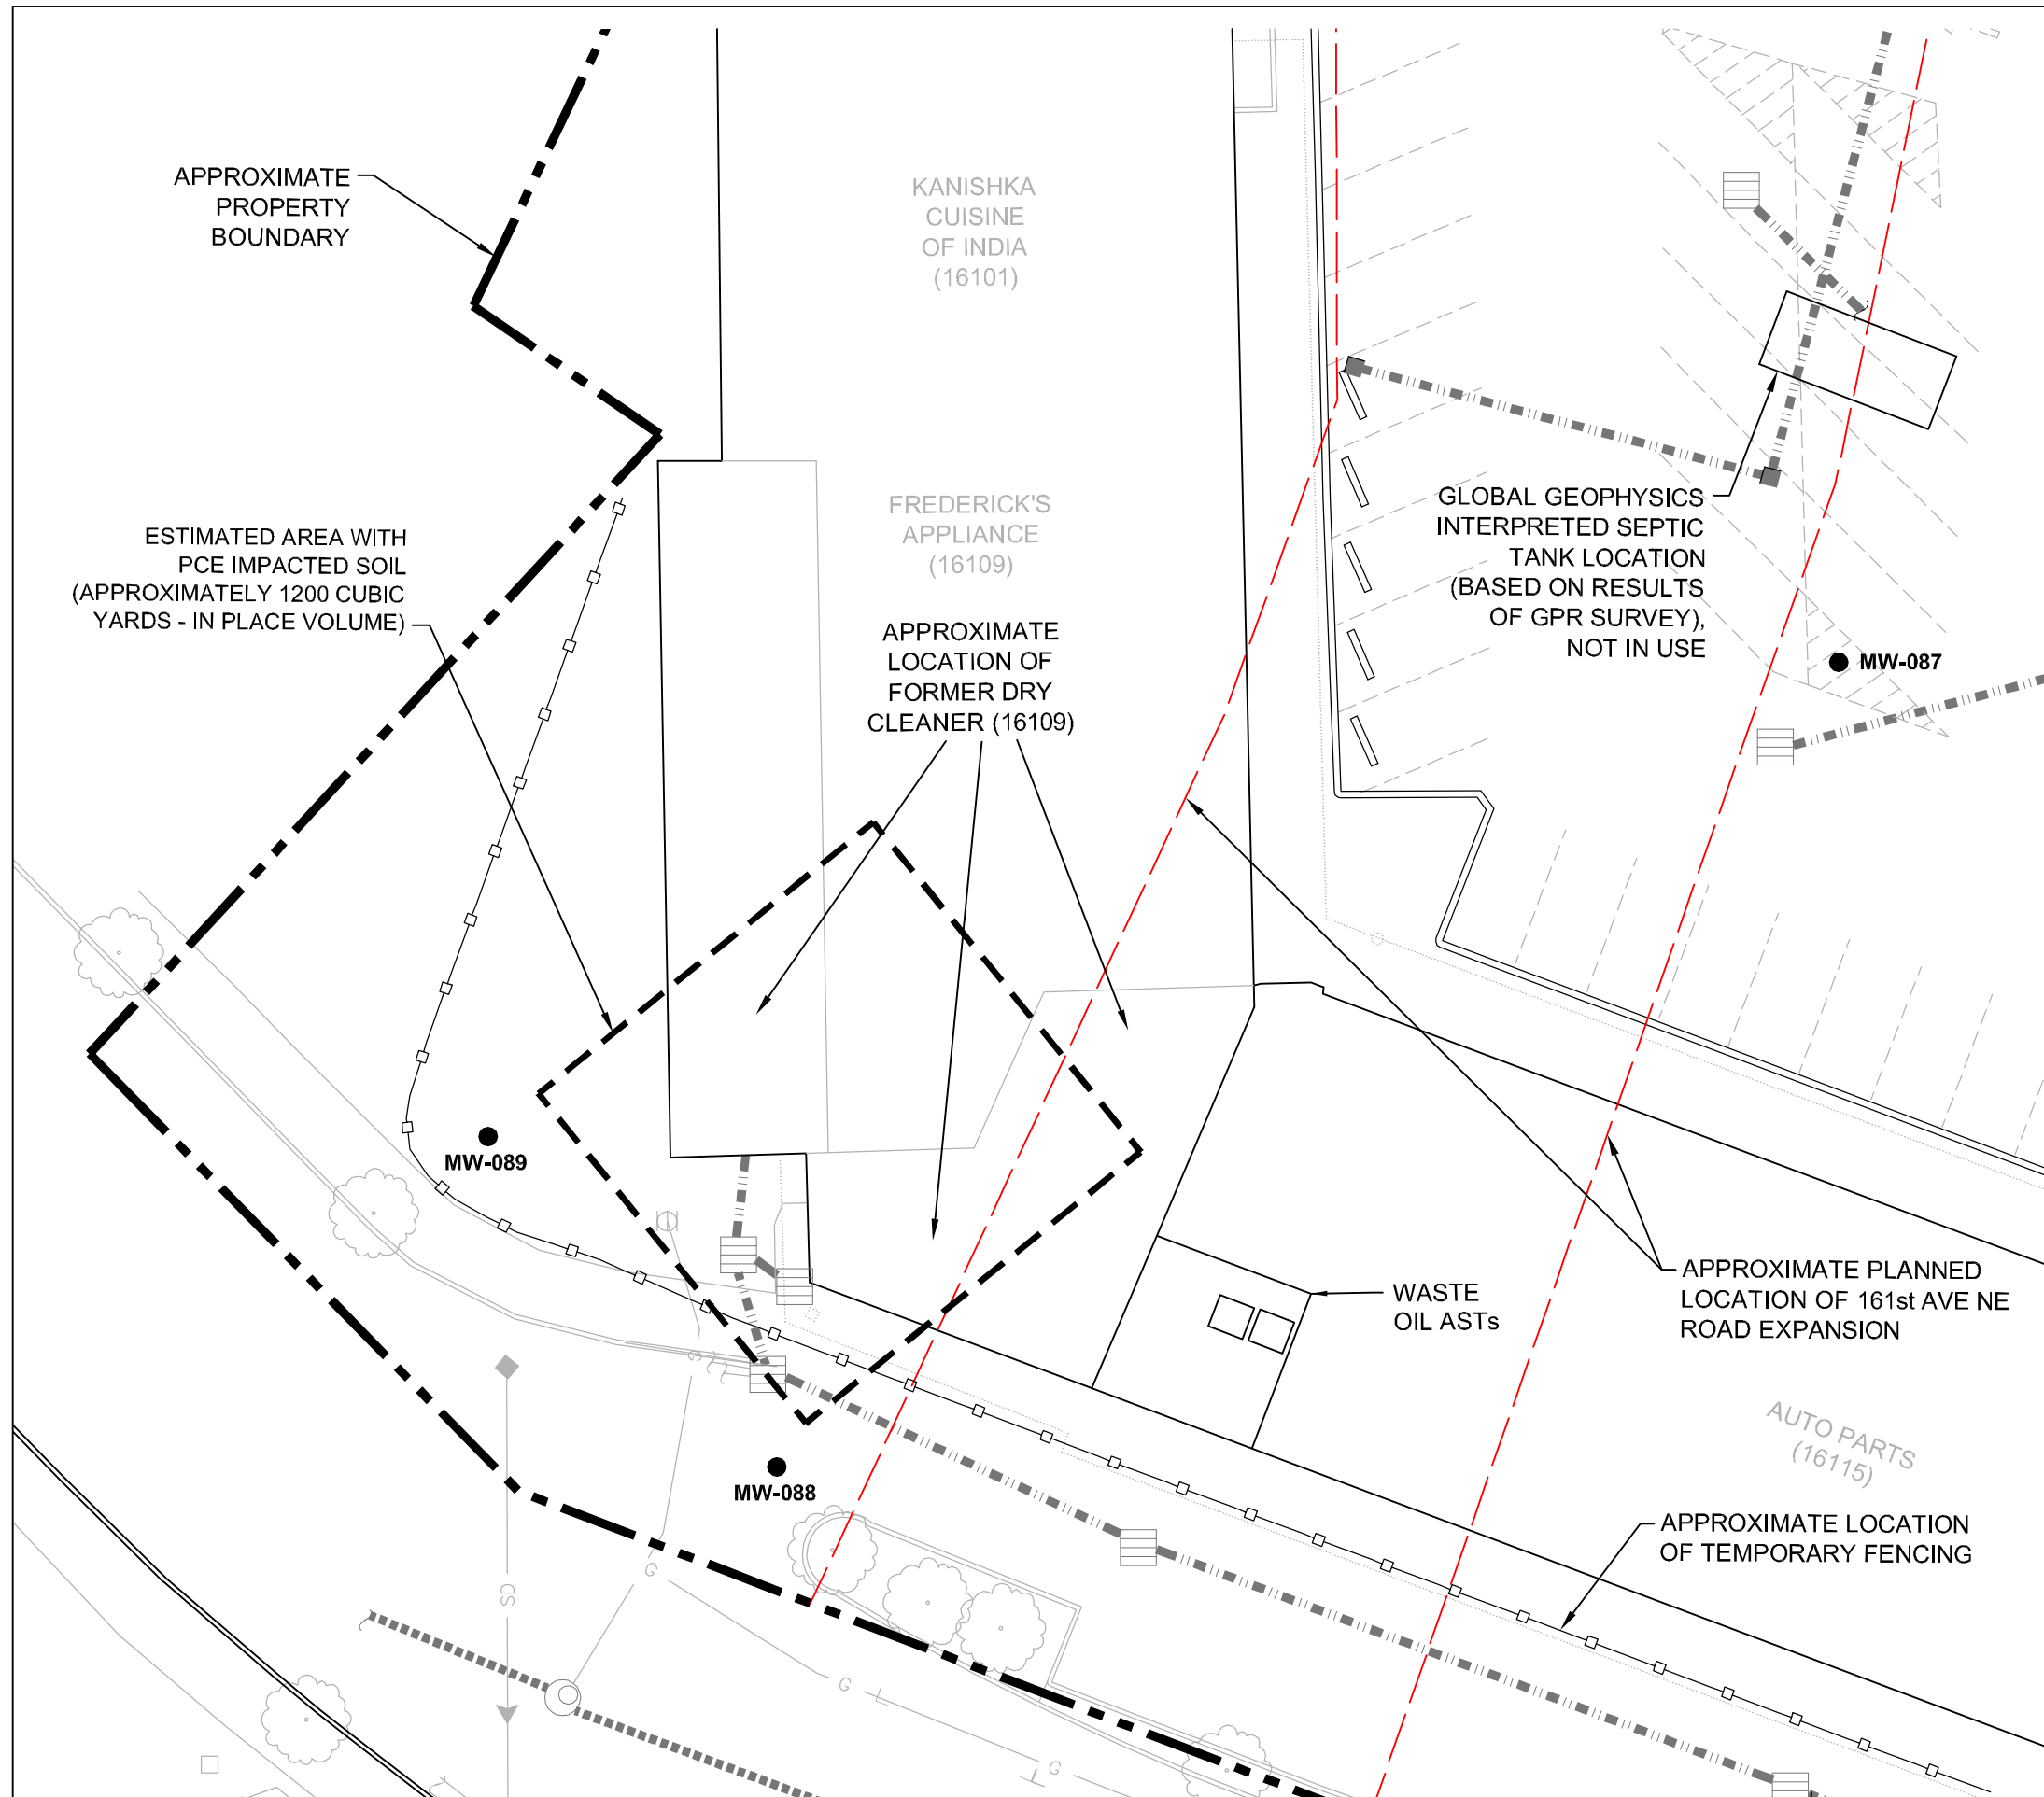 APPROXIMATE
PROPERTY
BOUNDARY
KANISHKA
CUISINE
OF INDIA
(16101)
ESTIMATED AREA WITH
PCE IMPACTED SOIL
(APPROXIMATELY 1200 CUBIC
YARDS - IN PLACE VOLUME)
FREDERICK'S
APPLIANCE
(16109)
APPROXIMATE
LOCATION OF
FORMER DRY
CLEANER (16109)
GLOBAL GEOPHYSICS
INTERPRETED SEPTIC
TANK LOCATION
(BASED ON RESULTS
OF GPR SURVEY),
NOT IN USE
MW-087
MW-089
MW-088
WASTE
OIL ASTs
APPROXIMATE PLANNED
LOCATION OF 161st AVE NE
ROAD EXPANSION
AUTO PARTS
(16115)
APPROXIMATE LOCATION
OF TEMPORARY FENCING
G
SD
G
G
G